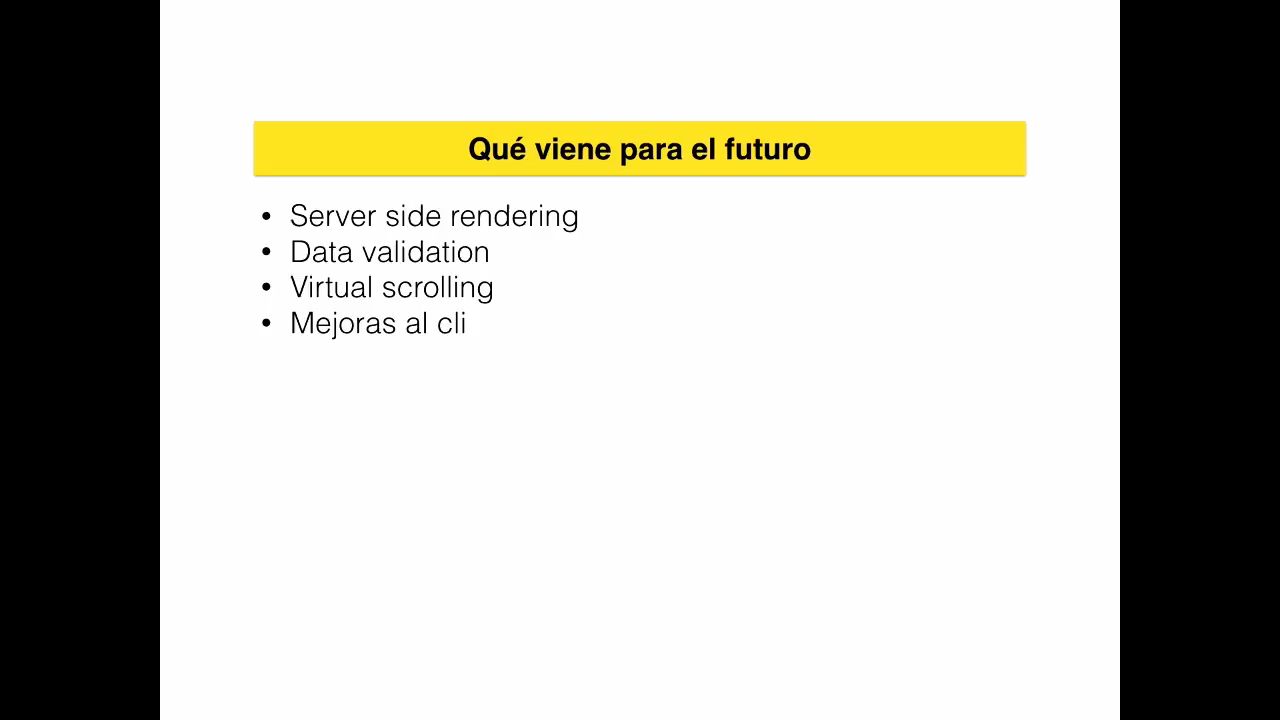 Qué viene para el futuro
• Server side rendering
• Data validation
• Virtual scrolling
• Mejoras al cli